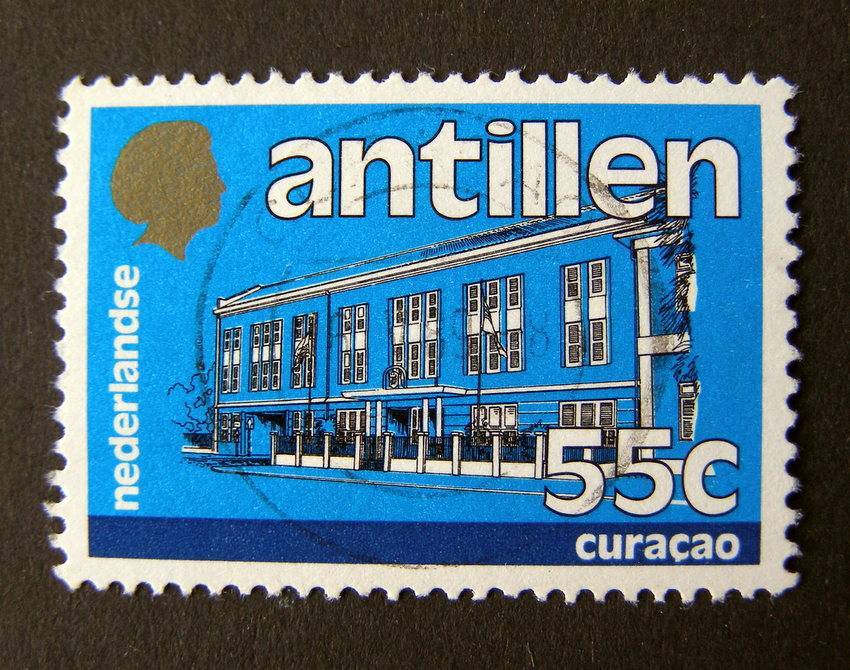 nederlandse
antillen
55c
curaçao